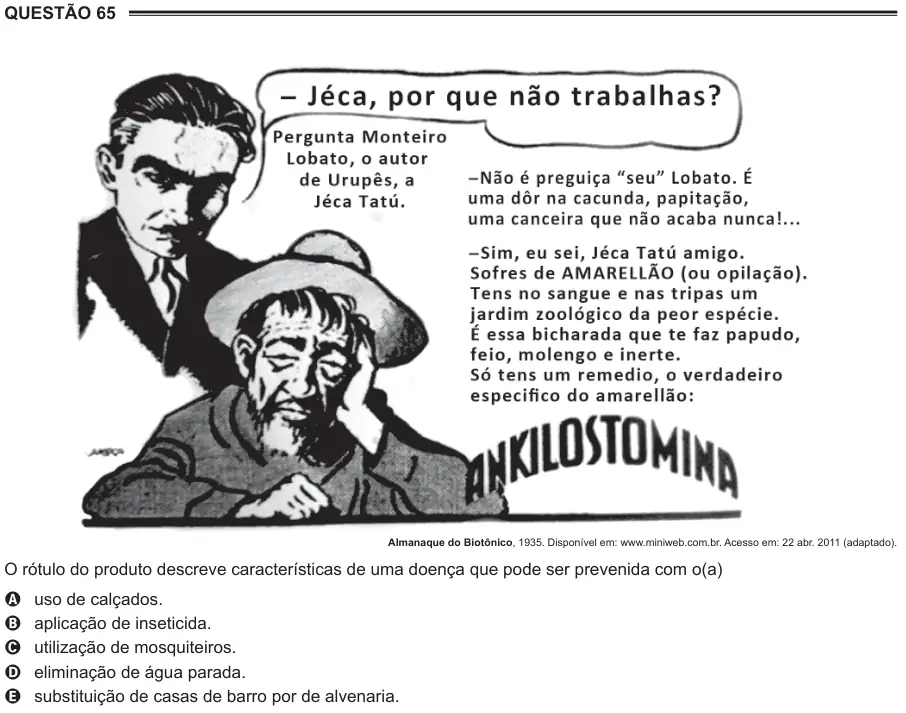 QUESTÃO 65
– Jéca, por que não trabalhas?
Pergunta Monteiro
Lobato, o autor
de Urupês, a
Jéca Tatú.
–Não é preguiça “seu” Lobato. É
uma dôr na cacunda, papitação,
uma canceira que não acaba nunca!...
–Sim, eu sei, Jéca Tatú amigo.
Sofres de AMARELLÃO (ou opilação).
Tens no sangue e nas tripas um
jardim zoológico da peor espécie.
É essa bicharada que te faz papudo,
feio, molengo e inerte.
Só tens um remedio, o verdadeiro
especifico do amarellão:
ANKILOSTOMINA
Almanaque do Biotônico, 1935. Disponível em: www.miniweb.com.br. Acesso em: 22 abr. 2011 (adaptado).
O rótulo do produto descreve características de uma doença que pode ser prevenida com o(a)
A uso de calçados.
B aplicação de inseticida.
C utilização de mosquiteiros.
D eliminação de água parada.
E substituição de casas de barro por de alvenaria.